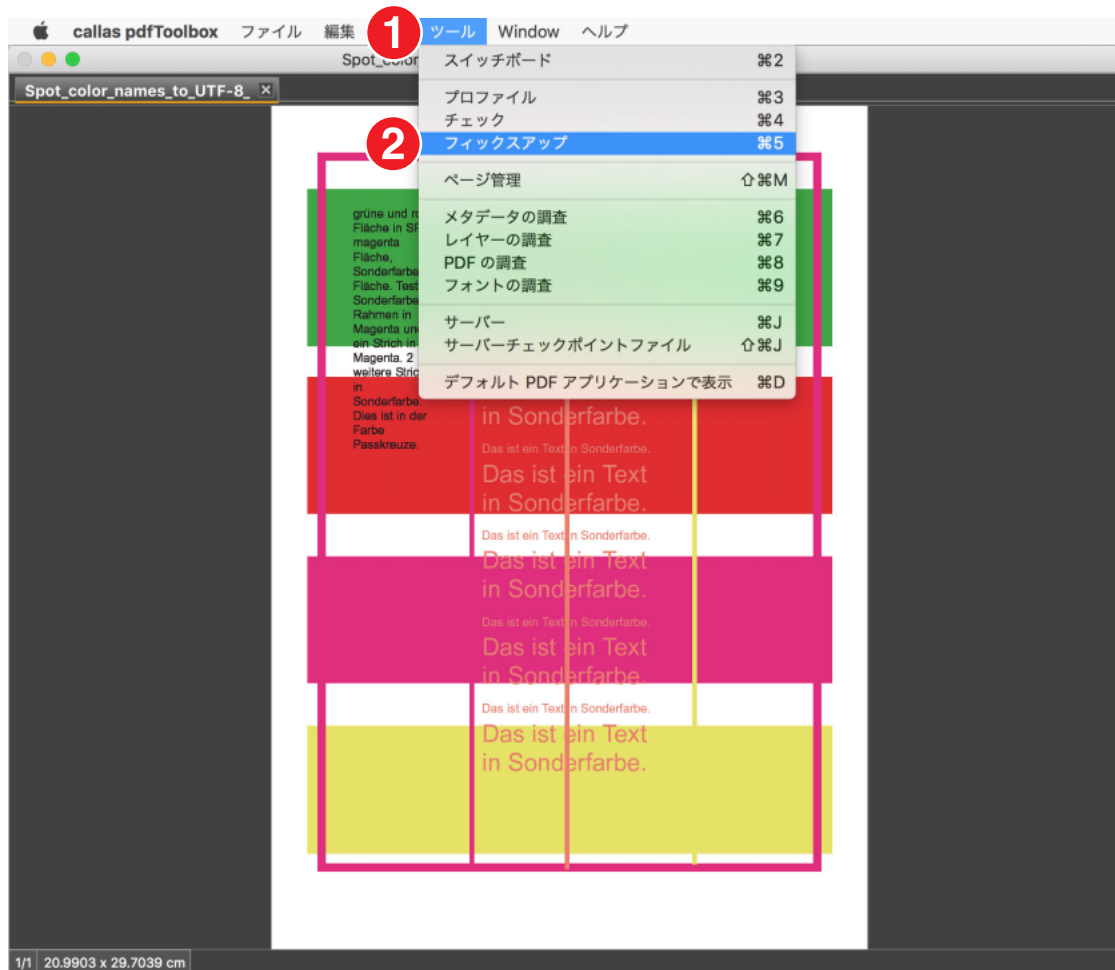 callas pdfToolbox ファイル 編集 1 ツール Window ヘルプ
Spot_color
Spot_color_names_to_UTF-8_ ×
スイッチボード ⌘2
プロファイル ⌘3
チェック ⌘4
2 フィックスアップ ⌘5
ページ管理 ⇧⌘M
メタデータの調査 ⌘6
レイヤーの調査 ⌘7
PDF の調査 ⌘8
フォントの調査 ⌘9
サーバー ⌘J
サーバーチェックポイントファイル ⇧⌘J
デフォルト PDF アプリケーションで表示 ⌘D
grüne und
Fläche in
magenta
Fläche,
Sonderfarbe
Fläche. Test
Sonderfarbe
Rahmen in
Magenta
ein Strich in
Magenta. 2
weitere
in
Sonderfarbe.
Dies ist in der
Farbe
Passkreuze.
in Sonderfarbe.
Das ist ein Text in Sonderfarbe.
Das ist ein Text
in Sonderfarbe.
Das ist ein Text in Sonderfarbe.
Das ist ein Text
in Sonderfarbe.
Das ist ein Text in Sonderfarbe.
Das ist ein Text
in Sonderfarbe.
Das ist ein Text in Sonderfarbe.
Das ist ein Text
in Sonderfarbe.
1/1 20.9903 x 29.7039 cm